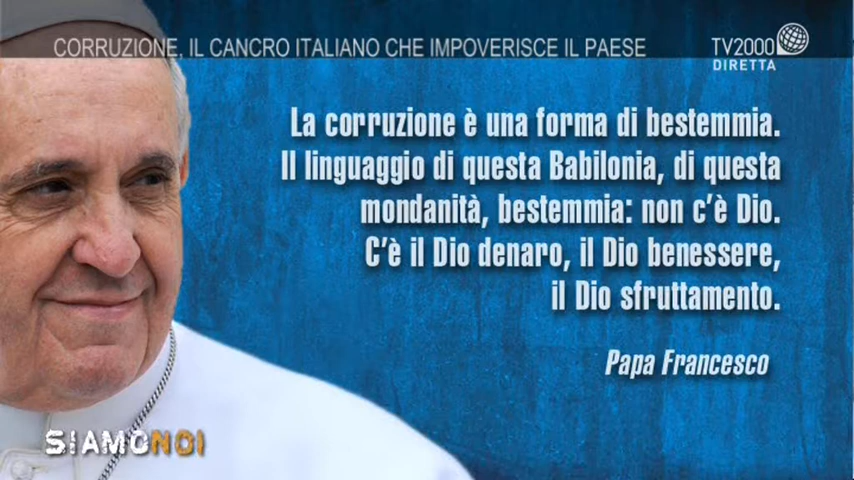 CORRUZIONE, IL CANCRO ITALIANO CHE IMPOVERISCE IL PAESE
TV2000
DIRETTA
La corruzione è una forma di bestemmia.
Il linguaggio di questa Babilonia, di questa
mondanità, bestemmia: non c'è Dio.
C'è il Dio denaro, il Dio benessere,
il Dio sfruttamento.
Papa Francesco
SIAMONOI